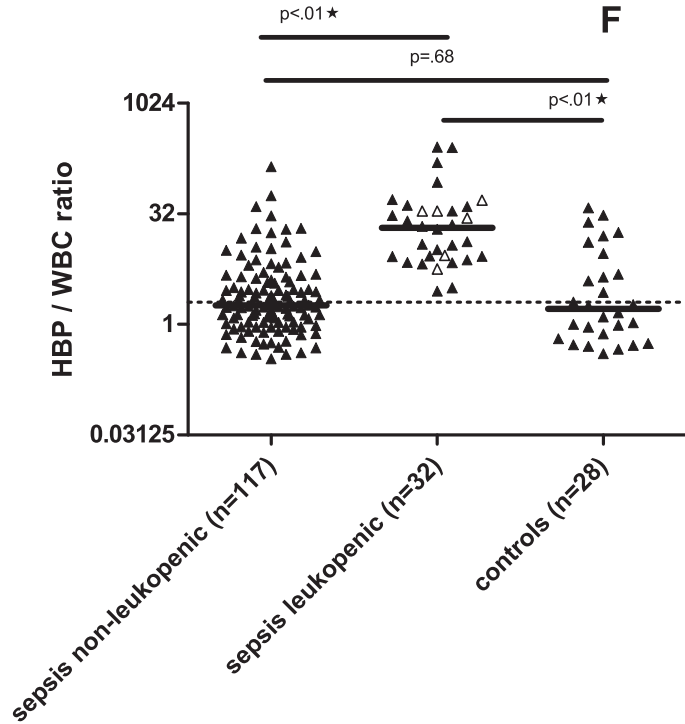 F
p<.01★
p=.68
p<.01★
1024
32
1
0.03125
HBP / WBC ratio
sepsis non-leukopenic (n=117)
sepsis leukopenic (n=32)
controls (n=28)